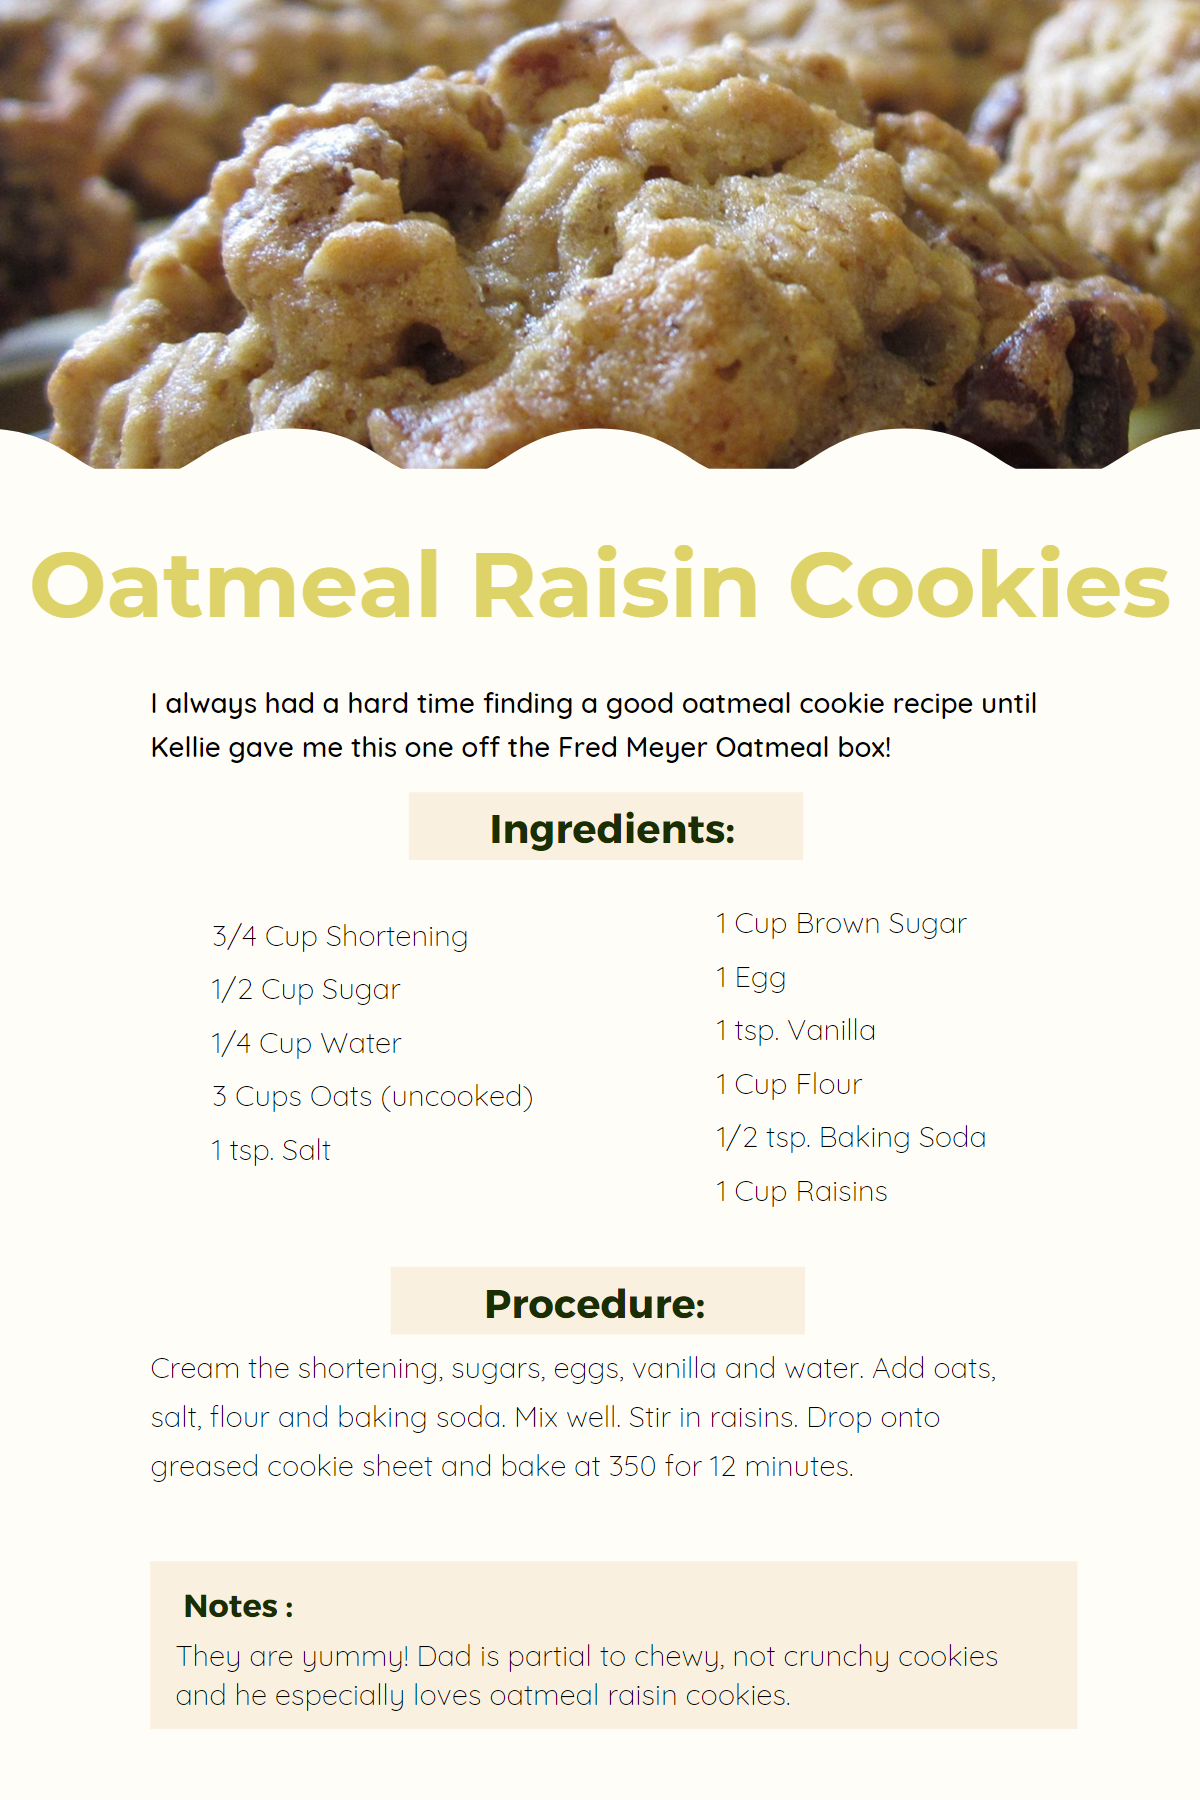 Oatmeal Raisin Cookies
I always had a hard time finding a good oatmeal cookie recipe until
Kellie gave me this one off the Fred Meyer Oatmeal box!
Ingredients:
3/4 Cup Shortening
1/2 Cup Sugar
1/4 Cup Water
3 Cups Oats (uncooked)
1 tsp. Salt
1 Cup Brown Sugar
1 Egg
1 tsp. Vanilla
1 Cup Flour
1/2 tsp. Baking Soda
1 Cup Raisins
Procedure:
Cream the shortening, sugars, eggs, vanilla and water. Add oats,
salt, flour and baking soda. Mix well. Stir in raisins. Drop onto
greased cookie sheet and bake at 350 for 12 minutes.
Notes :
They are yummy! Dad is partial to chewy, not crunchy cookies
and he especially loves oatmeal raisin cookies.